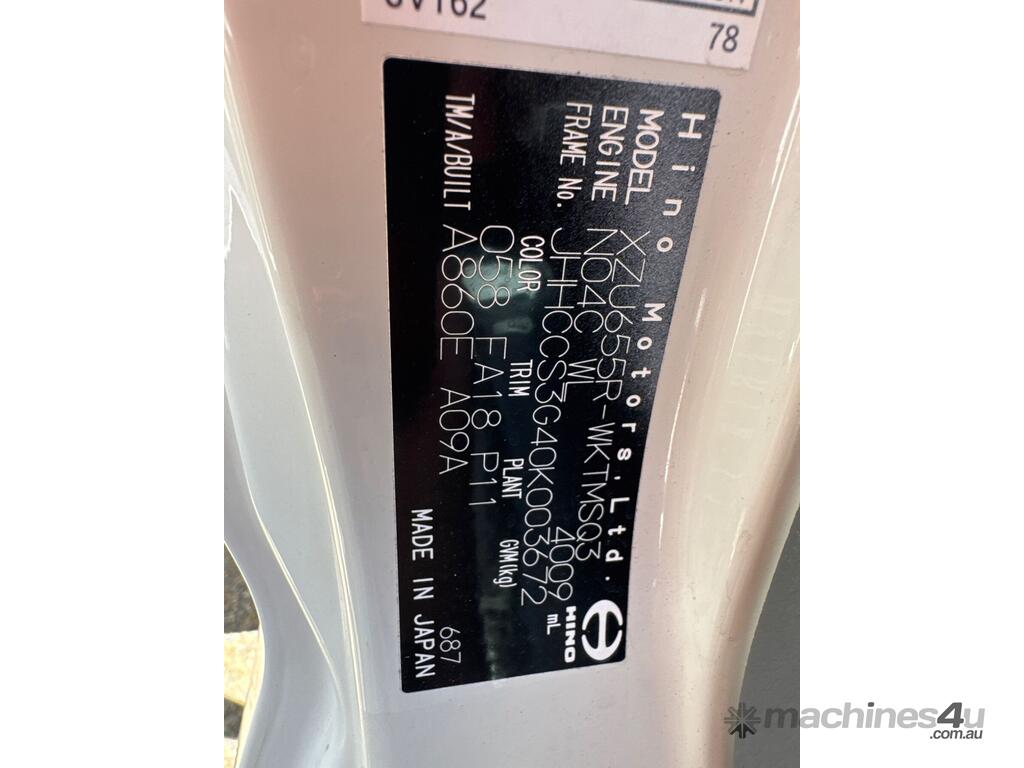 78
Hino Motors, Ltd.
MODEL XZU655R-WKTMSQ3
ENGINE N04C WL 4009 mL
FRAME No. JHHCCS3G40K003672
HINO
COLOR TRIM PLANT GVM(kg)
058 FA18 P11
TM/A/BUILT A860E A09A
687
MADE IN JAPAN
machines4u
.com.au